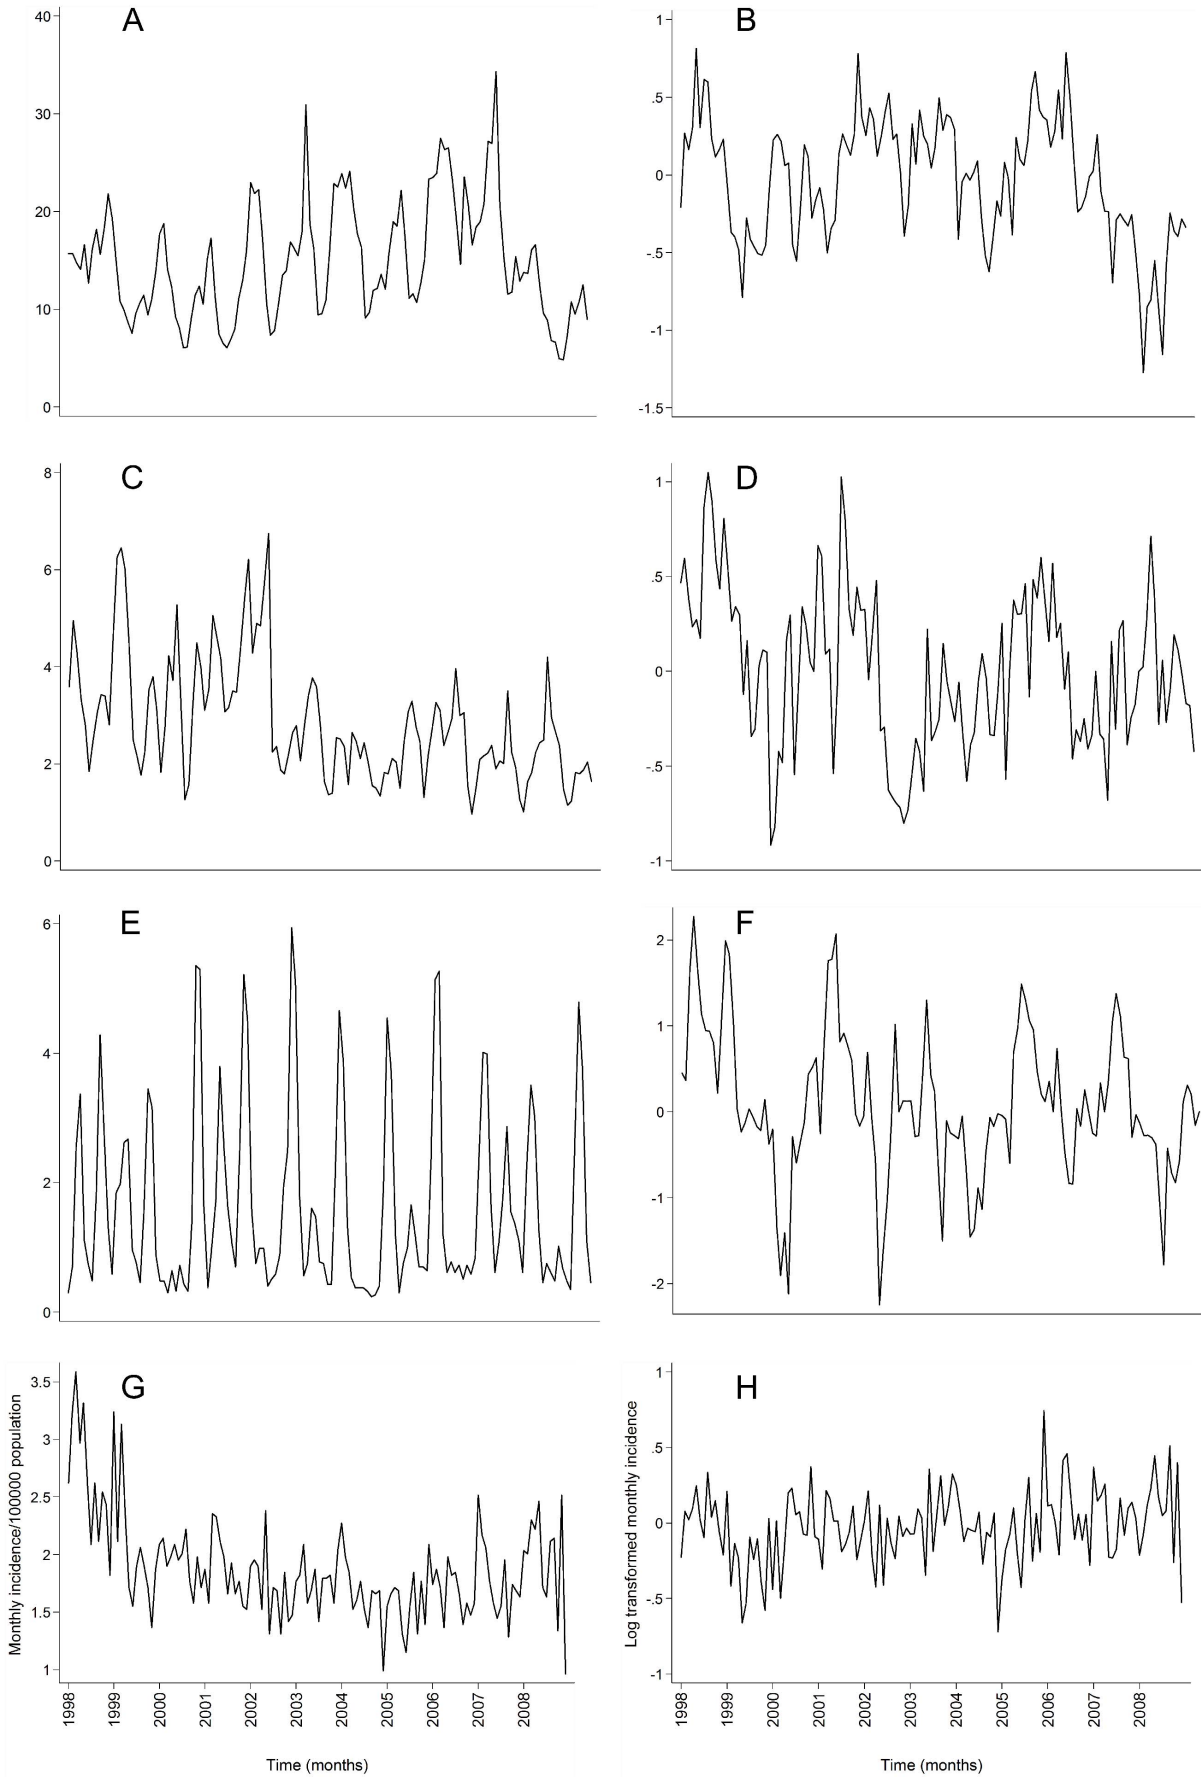 A
40
30
20
10
0
B
1
.5
0
-.5
-1
-1.5
C
8
6
4
2
0
D
1
.5
0
-.5
-1
E
6
4
2
0
F
2
1
0
-1
-2
G
Monthly incidence/100000 population
3.5
3
2.5
2
1.5
1
1998 1999 2000 2001 2002 2003 2004 2005 2006 2007 2008
Time (months)
H
Log transformed monthly incidence
1
.5
0
-.5
-1
1998 1999 2000 2001 2002 2003 2004 2005 2006 2007 2008
Time (months)